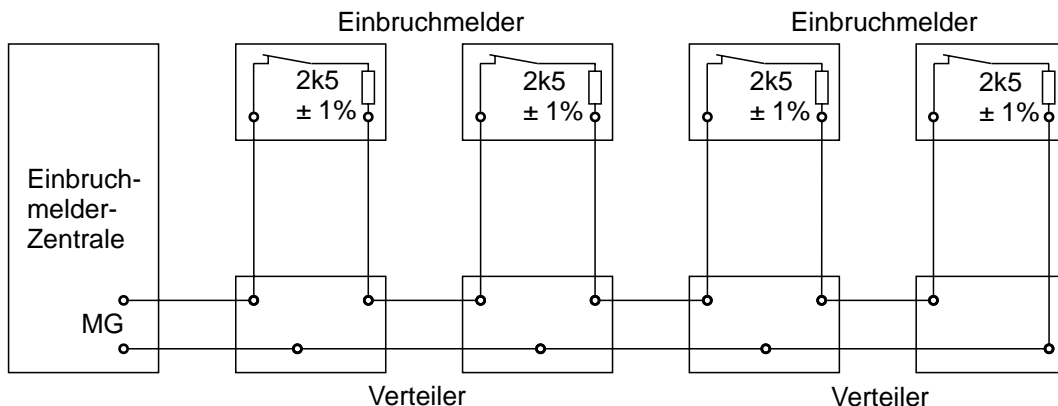 Einbruchmelder
Einbruchmelder
2k5
± 1%
2k5
± 1%
2k5
± 1%
2k5
± 1%
Einbruch-
melder-
Zentrale
MG
Verteiler
Verteiler